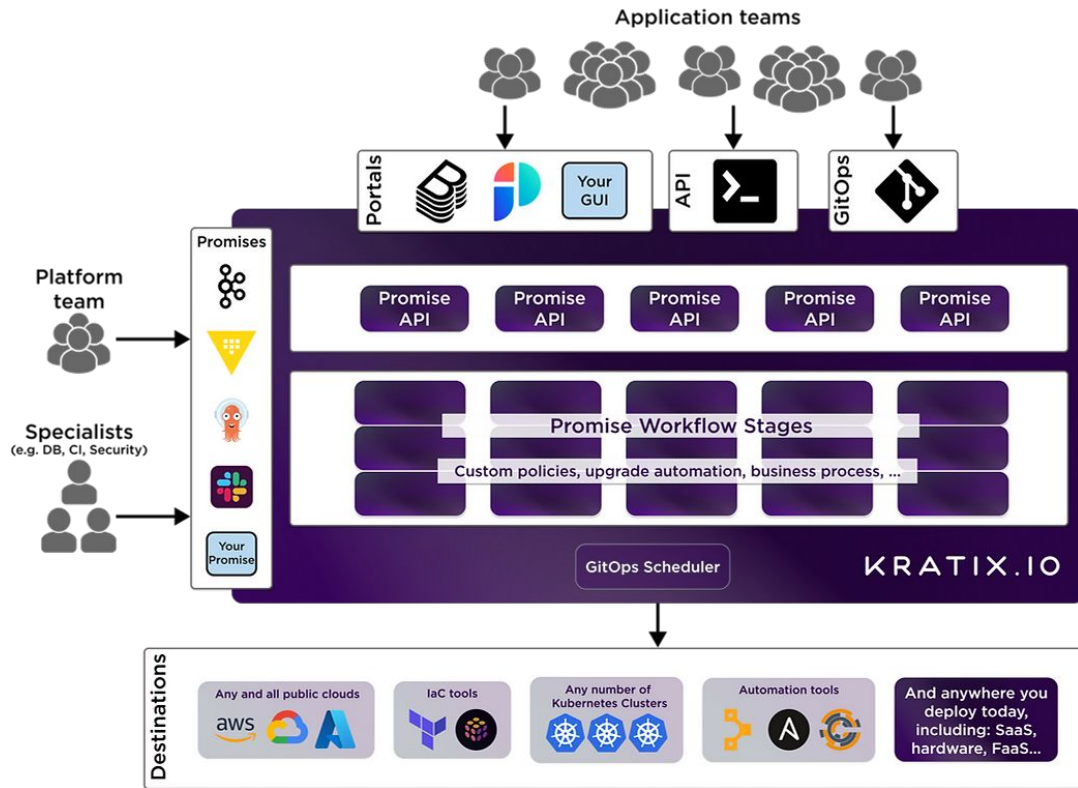 Application teams
Portals
Your
GUI
API
GitOps
Promises
Platform
team
Specialists
(e.g. DB, CI, Security)
Your
Promise
Promise
API
Promise
API
Promise
API
Promise
API
Promise
API
Promise Workflow Stages
Custom policies, upgrade automation, business process, ...
GitOps Scheduler
KRATIX.IO
Destinations
Any and all public clouds
aws
IaC tools
Any number of
Kubernetes Clusters
Automation tools
A
And anywhere you
deploy today,
including: SaaS,
hardware, FaaS...